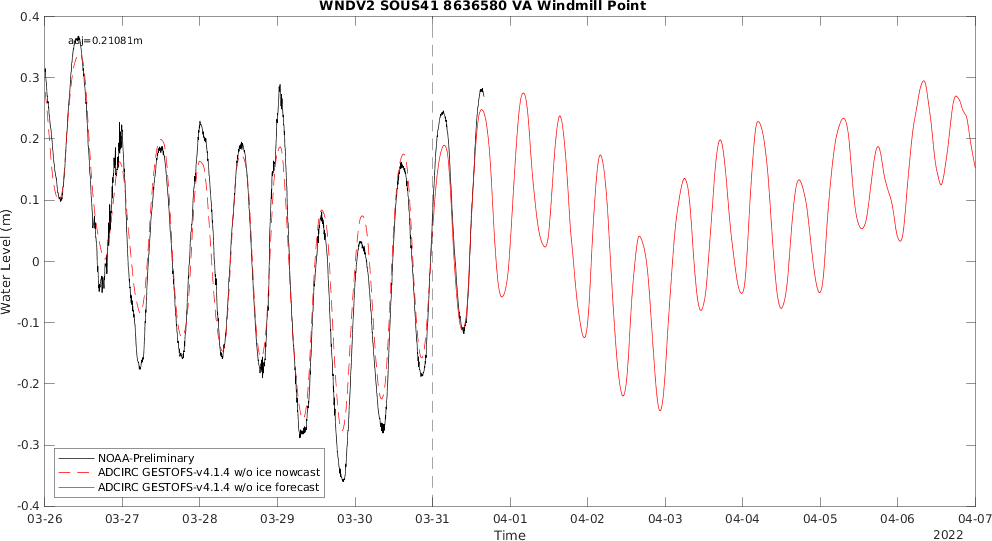 WNDV2 SOUS41 8636580 VA Windmill Point
adj=0.21081m
Water Level (m)
0.4
0.3
0.2
0.1
0
-0.1
-0.2
-0.3
-0.4
NOAA-Preliminary
ADCIRC GESTOFS-v4.1.4 w/o ice nowcast
ADCIRC GESTOFS-v4.1.4 w/o ice forecast
03-26 03-27 03-28 03-29 03-30 03-31 04-01 04-02 04-03 04-04 04-05 04-06 04-07
Time
2022